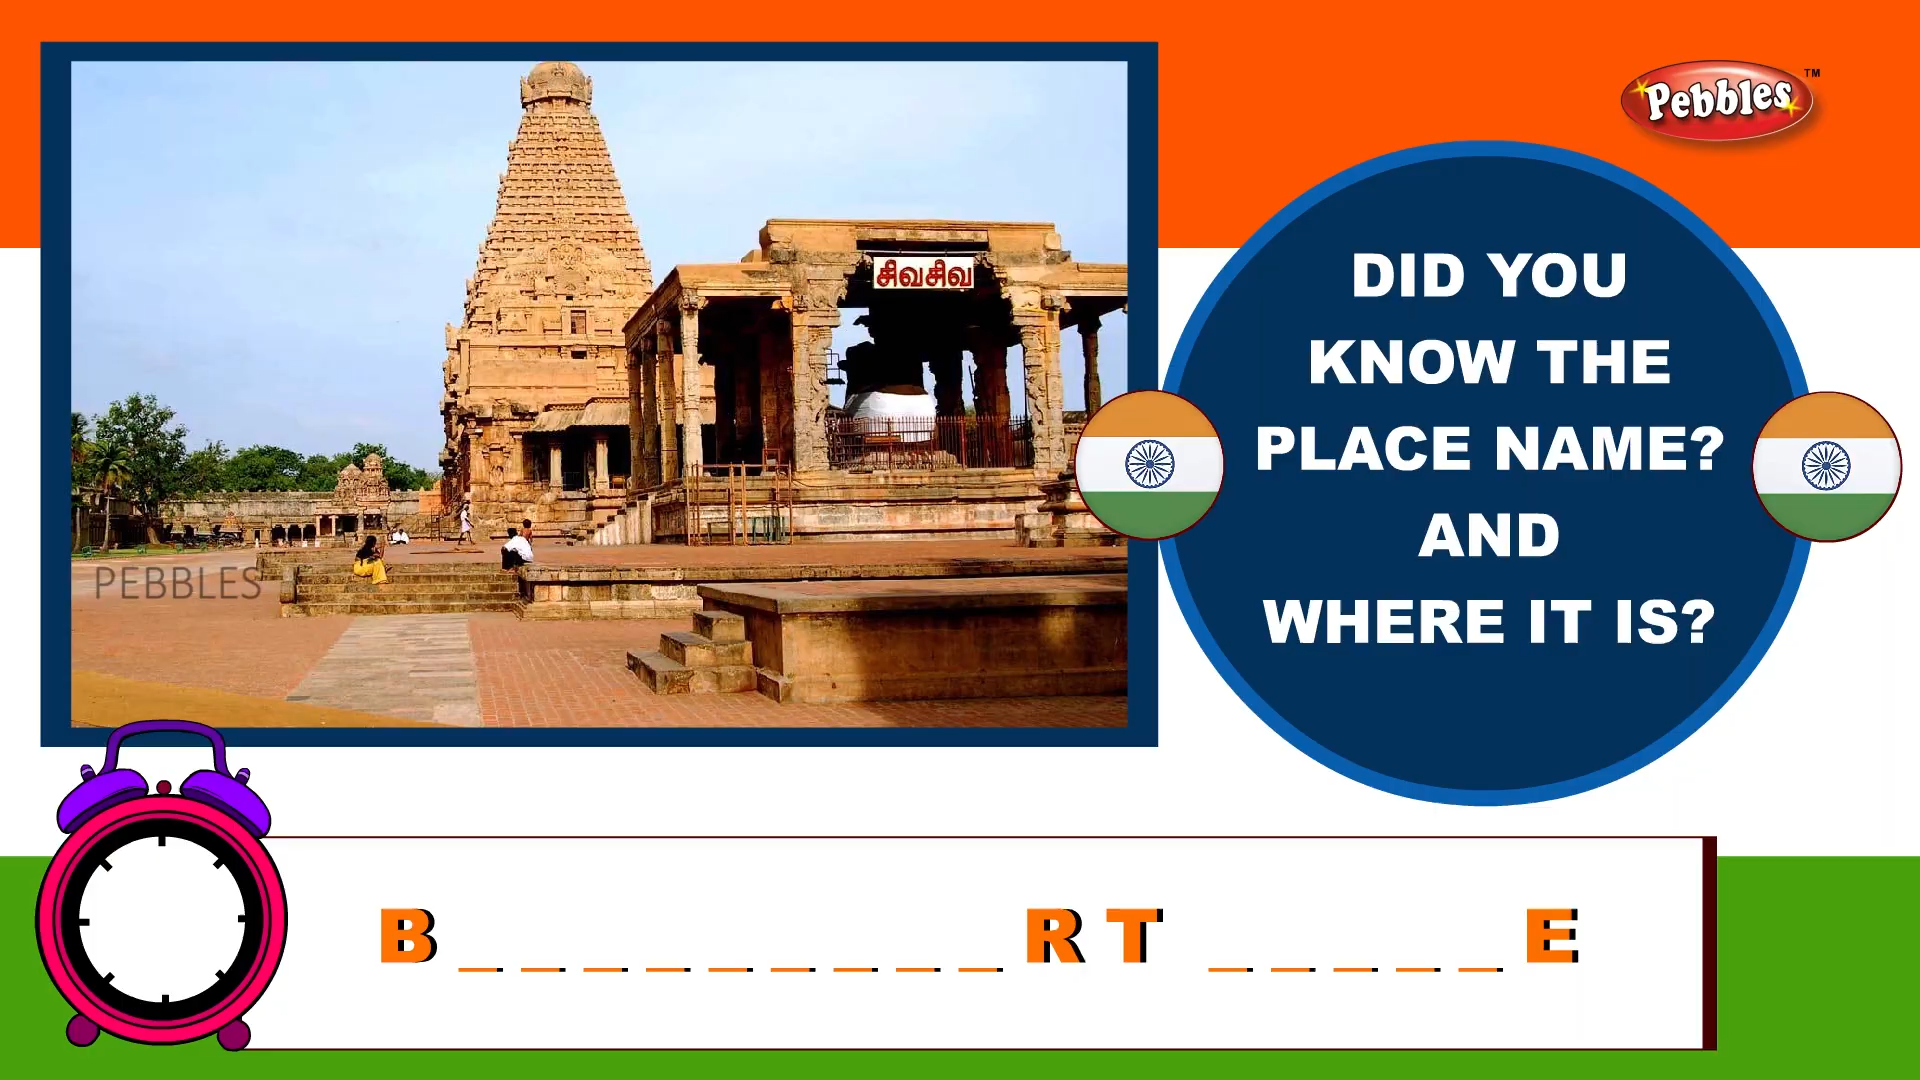 Pebbles™
சிவசிவ
DID YOU
KNOW THE
PLACE NAME?
AND
WHERE IT IS?
PEBBLES
B _ _ _ _ _ _ _ _ _ R T _ _ _ _ _ E